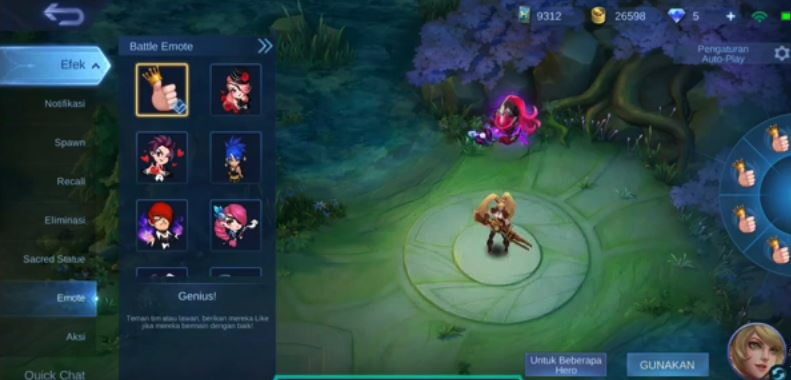 9312
26598
5
Battle Emote
Pengaturan
Auto-Play
Efek
Notifikasi
Spawn
Recall
Eliminasi
Sacred Statue
Emote
Aksi
Quick Chat
Genius!
Teman tim atau lawan, berikan mereka Like
jika mereka bermain dengan baik!
Untuk Beberapa
Hero
GUNAKAN